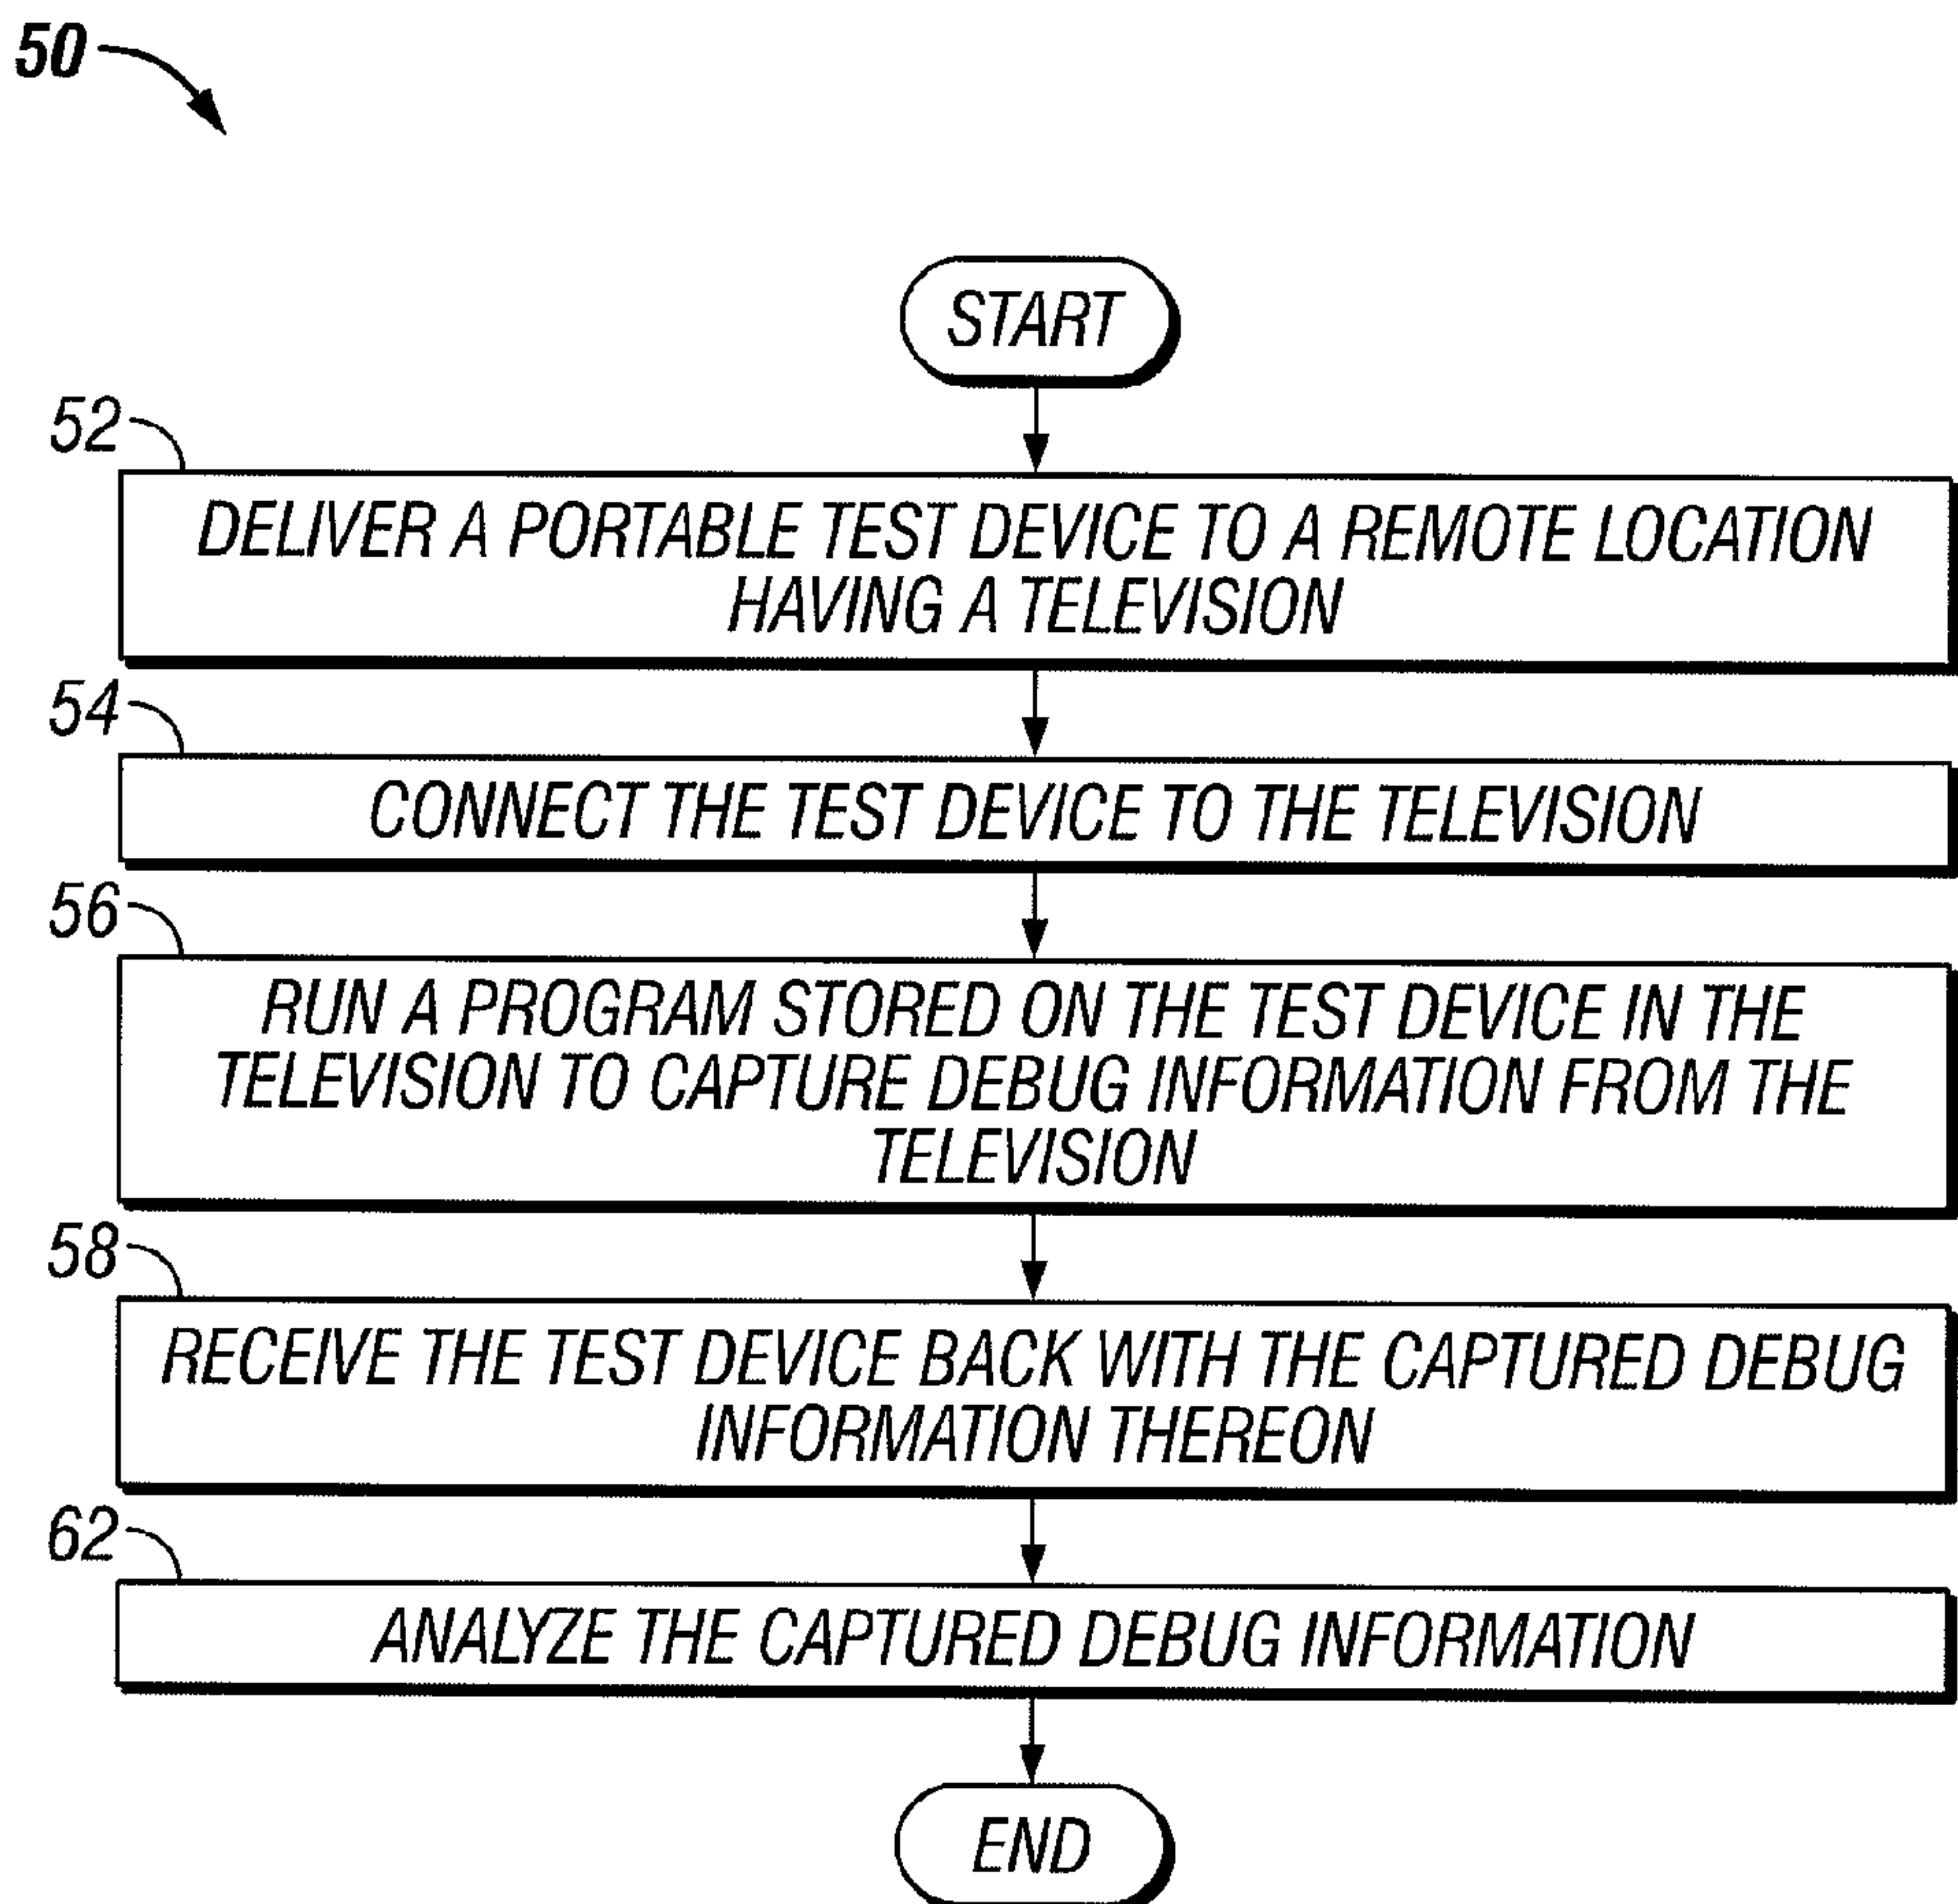 50
START
52
DELIVER A PORTABLE TEST DEVICE TO A REMOTE LOCATION
HAVING A TELEVISION
54
CONNECT THE TEST DEVICE TO THE TELEVISION
56
RUN A PROGRAM STORED ON THE TEST DEVICE IN THE
TELEVISION TO CAPTURE DEBUG INFORMATION FROM THE
TELEVISION
58
RECEIVE THE TEST DEVICE BACK WITH THE CAPTURED DEBUG
INFORMATION THEREON
62
ANALYZE THE CAPTURED DEBUG INFORMATION
END